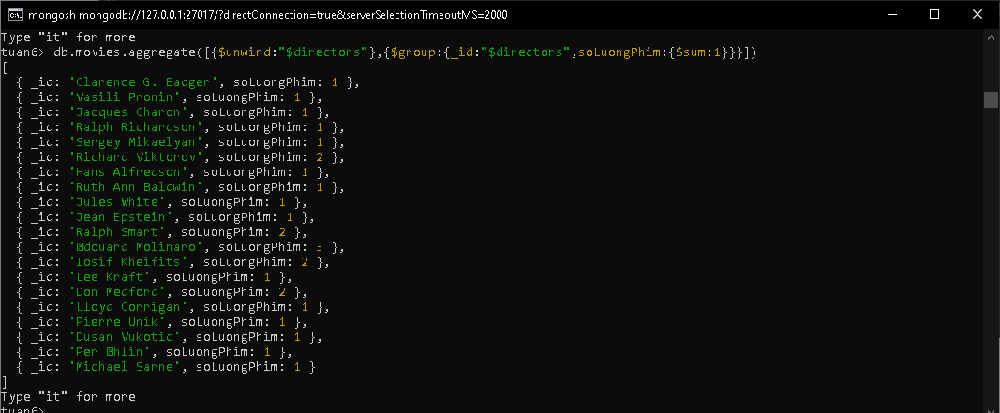 mongosh mongodb://127.0.0.1:27017/?directConnection=true&serverSelectionTimeoutMS=2000
Type "it" for more
tuan6> db.movies.aggregate([{$unwind:"$directors"},{$group:{_id:"$directors",soLuongPhim:{$sum:1}}}])
[
  { _id: 'Clarence G. Badger', soLuongPhim: 1 },
  { _id: 'Vasili Pronin', soLuongPhim: 1 },
  { _id: 'Jacques Charon', soLuongPhim: 1 },
  { _id: 'Ralph Richardson', soLuongPhim: 1 },
  { _id: 'Sergey Mikaelyan', soLuongPhim: 1 },
  { _id: 'Richard Viktorov', soLuongPhim: 2 },
  { _id: 'Hans Alfredson', soLuongPhim: 1 },
  { _id: 'Ruth Ann Baldwin', soLuongPhim: 1 },
  { _id: 'Jules White', soLuongPhim: 1 },
  { _id: 'Jean Epstein', soLuongPhim: 1 },
  { _id: 'Ralph Smart', soLuongPhim: 2 },
  { _id: '�douard Molinaro', soLuongPhim: 3 },
  { _id: 'Iosif Kheifits', soLuongPhim: 2 },
  { _id: 'Lee Kraft', soLuongPhim: 1 },
  { _id: 'Don Medford', soLuongPhim: 2 },
  { _id: 'Lloyd Corrigan', soLuongPhim: 1 },
  { _id: 'Pierre Unik', soLuongPhim: 1 },
  { _id: 'Dusan Vukotic', soLuongPhim: 1 },
  { _id: 'Per �hlin', soLuongPhim: 1 },
  { _id: 'Michael Sarne', soLuongPhim: 1 }
]
Type "it" for more
tuan6>